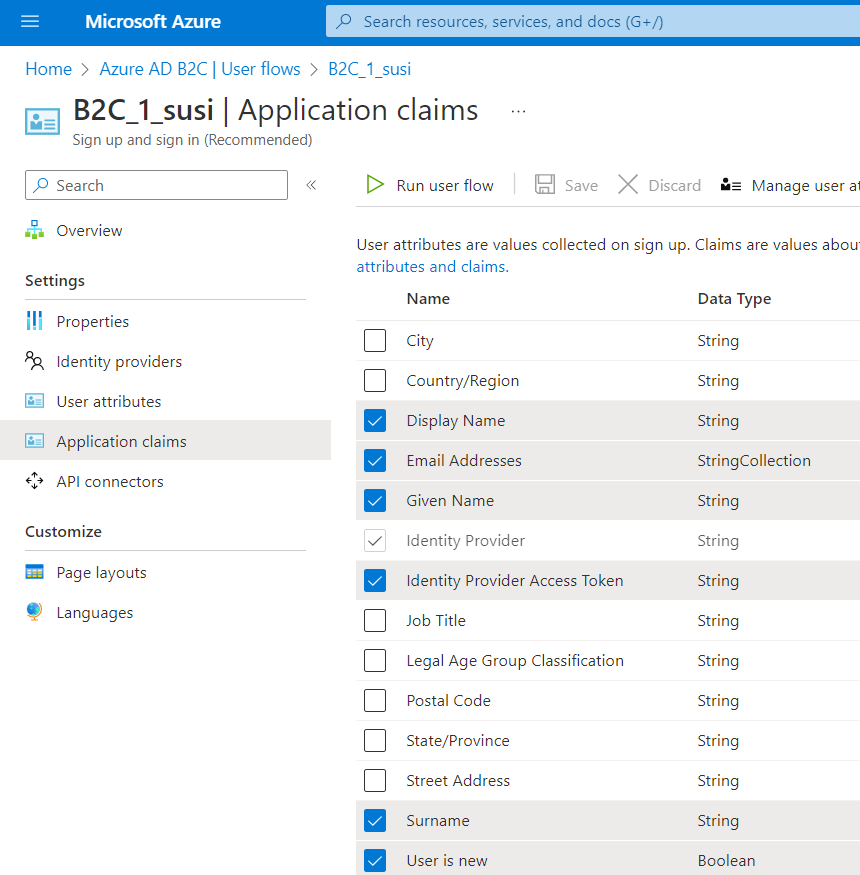 Microsoft Azure
Search resources, services, and docs (G+/)
Home > Azure AD B2C | User flows > B2C_1_susi
B2C_1_susi | Application claims ...
Sign up and sign in (Recommended)
Search «
Overview
Settings
Properties
Identity providers
User attributes
Application claims
API connectors
Customize
Page layouts
Languages
Run user flow Save Discard Manage user at
User attributes are values collected on sign up. Claims are values about
attributes and claims.
Name Data Type
City String
Country/Region String
Display Name String
Email Addresses StringCollection
Given Name String
Identity Provider String
Identity Provider Access Token String
Job Title String
Legal Age Group Classification String
Postal Code String
State/Province String
Street Address String
Surname String
User is new Boolean